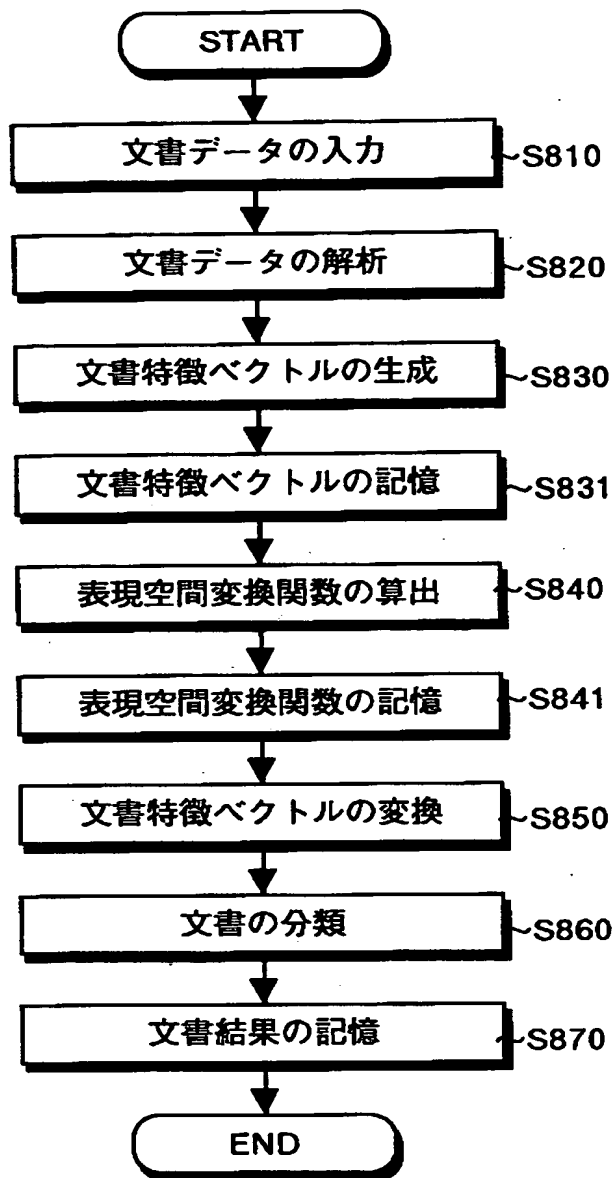 START
文書データの入力 ~S810
文書データの解析 ~S820
文書特徴ベクトルの生成 ~S830
文書特徴ベクトルの記憶 ~S831
表現空間変換関数の算出 ~S840
表現空間変換関数の記憶 ~S841
文書特徴ベクトルの変換 ~S850
文書の分類 ~S860
文書結果の記憶 ~S870
END